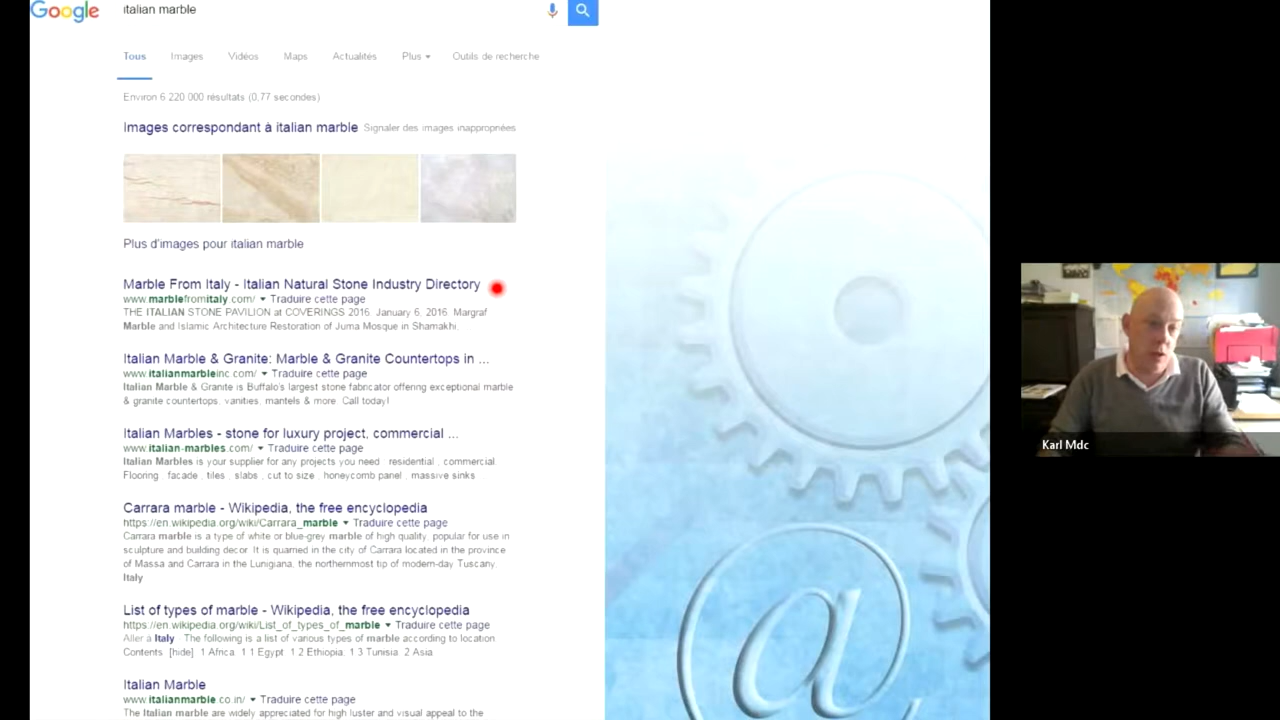 Google
italian marble
Tous Images Vidéos Maps Actualités Plus Outils de recherche
Environ 6 220 000 résultats (0,77 secondes)
Images correspondant à italian marble Signaler des images inappropriées
Plus d'images pour italian marble
Marble From Italy - Italian Natural Stone Industry Directory
www.marblefromitaly.com/ Traduire cette page
THE ITALIAN STONE PAVILION at COVERINGS 2016. January 6, 2016. Margraf
Marble and Islamic Architecture Restoration of Juma Mosque in Shamakhi.
Italian Marble & Granite: Marble & Granite Countertops in ...
www.italianmarbleinc.com/ Traduire cette page
Italian Marble & Granite is Buffalo's largest stone fabricator offering exceptional marble
& granite countertops, vanities, mantels & more. Call today!
Italian Marbles - stone for luxury project, commercial ...
www.italian-marbles.com/ Traduire cette page
Italian Marbles is your supplier for any projects you need : residential , commercial.
Flooring , facade , tiles , slabs , cut to size , honeycomb panel , massive sinks
Carrara marble - Wikipedia, the free encyclopedia
https://en.wikipedia.org/wiki/Carrara_marble Traduire cette page
Carrara marble is a type of white or blue-grey marble of high quality, popular for use in
sculpture and building decor. It is quarried in the city of Carrara located in the province
of Massa and Carrara in the Lunigiana, the northernmost tip of modern-day Tuscany,
Italy
List of types of marble - Wikipedia, the free encyclopedia
https://en.wikipedia.org/wiki/List_of_types_of_marble Traduire cette page
Aller à Italy - The following is a list of various types of marble according to location.
Contents. [hide]. 1 Africa. 1.1 Egypt. 1.2 Ethiopia. 1.3 Tunisia. 2 Asia.
Italian Marble
www.italianmarble.co.in/ Traduire cette page
The Italian marble are widely appreciated for high luster and visual appeal to the
@
Karl Mdc